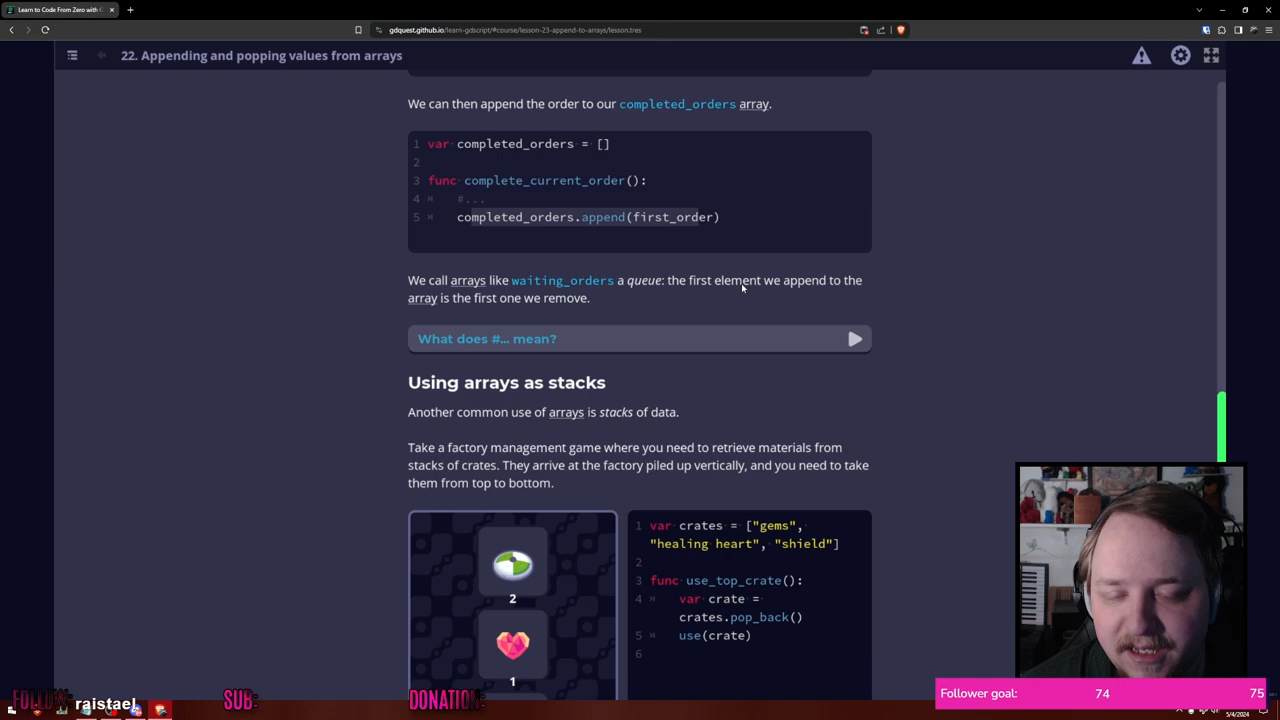 Learn to Code From Zero with
gdquest.github.io/learn-gdscript/#course/lesson-23-append-to-arrays/lesson.tres
22. Appending and popping values from arrays
We can then append the order to our completed_orders array.
1 var completed_orders = []
2
3 func complete_current_order():
4 #...
5 completed_orders.append(first_order)
We call arrays like waiting_orders a queue: the first element we append to the
array is the first one we remove.
What does #... mean?
Using arrays as stacks
Another common use of arrays is stacks of data.
Take a factory management game where you need to retrieve materials from
stacks of crates. They arrive at the factory piled up vertically, and you need to take
them from top to bottom.
2
1
1 var crates = ["gems",
"healing heart", "shield"]
2
3 func use_top_crate():
4 var crate =
crates.pop_back()
5 use(crate)
6
FOLLOW: raistael
SUB:
DONATION:
Follower goal: 74 75
5/4/2024